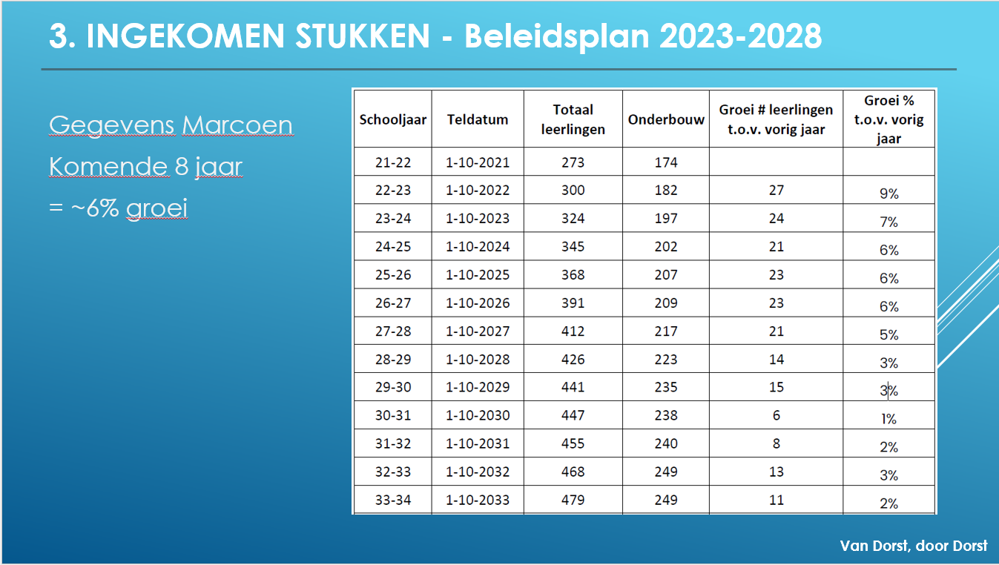 3. INGEKOMEN STUKKEN - Beleidsplan 2023-2028
Gegevens Marcoen
Komende 8 jaar
= ~6% groei
Schooljaar Teldatum Totaal leerlingen Onderbouw Groei # leerlingen t.o.v. vorig jaar Groei % t.o.v. vorig jaar
21-22 1-10-2021 273 174
22-23 1-10-2022 300 182 27 9%
23-24 1-10-2023 324 197 24 7%
24-25 1-10-2024 345 202 21 6%
25-26 1-10-2025 368 207 23 6%
26-27 1-10-2026 391 209 23 6%
27-28 1-10-2027 412 217 21 5%
28-29 1-10-2028 426 223 14 3%
29-30 1-10-2029 441 235 15 3%
30-31 1-10-2030 447 238 6 1%
31-32 1-10-2031 455 240 8 2%
32-33 1-10-2032 468 249 13 3%
33-34 1-10-2033 479 249 11 2%
Van Dorst, door Dorst